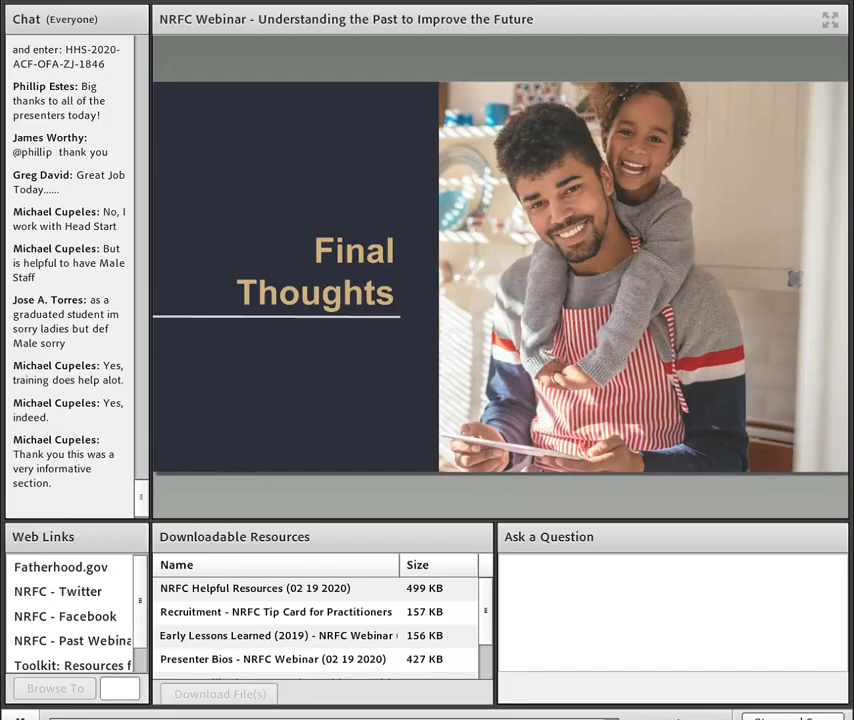 Chat (Everyone)
and enter: HHS-2020-
ACF-OFA-ZJ-1846
Phillip Estes: Big
thanks to all of the
presenters today!
James Worthy:
@phillip thank you
Greg David: Great Job
Today......
Michael Cupeles: No, I
work with Head Start
Michael Cupeles: But
is helpful to have Male
Staff
Jose A. Torres: as a
graduated student im
sorry ladies but def
Male sorry
Michael Cupeles: Yes,
training does help alot.
Michael Cupeles: Yes,
indeed.
Michael Cupeles:
Thank you this was a
very informative
section.
NRFC Webinar - Understanding the Past to Improve the Future
Final
Thoughts
Web Links
Fatherhood.gov
NRFC - Twitter
NRFC - Facebook
NRFC - Past Webina
Toolkit: Resources f
Browse To
Downloadable Resources
Name Size
NRFC Helpful Resources (02 19 2020) 499 KB
Recruitment - NRFC Tip Card for Practitioners 157 KB
Early Lessons Learned (2019) - NRFC Webinar 156 KB
Presenter Bios - NRFC Webinar (02 19 2020) 427 KB
Download File(s)
Ask a Question